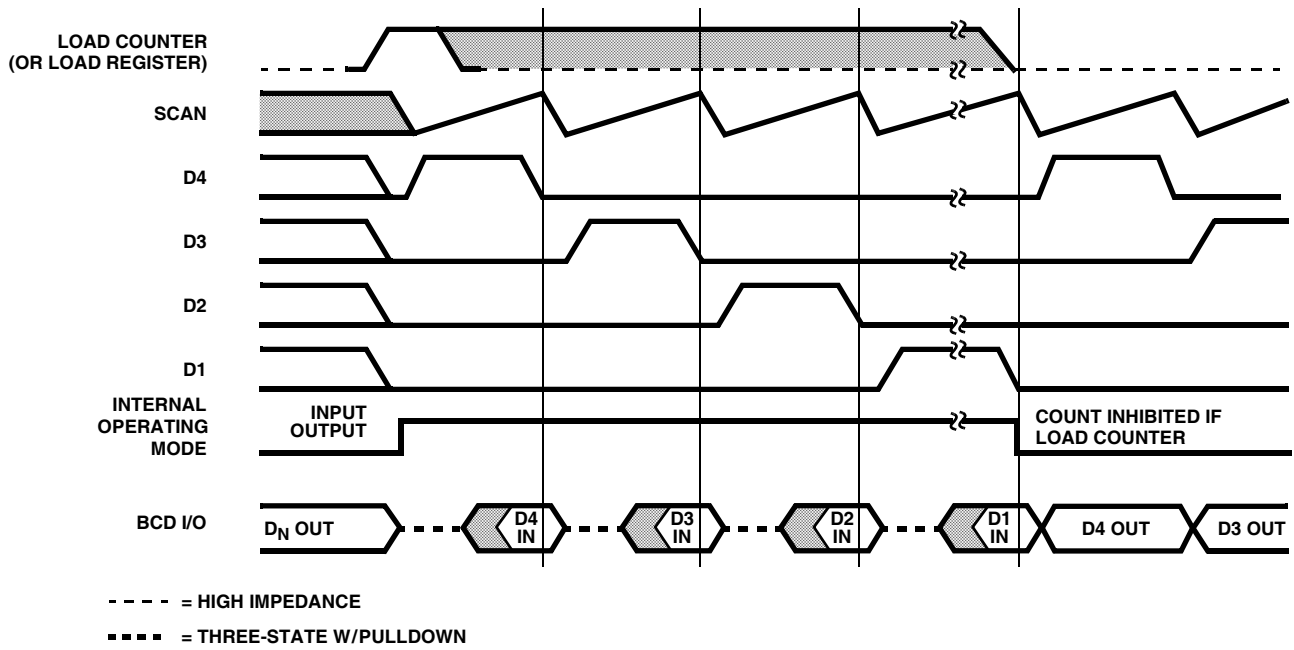 LOAD COUNTER
(OR LOAD REGISTER)
SCAN
D4
D3
D2
D1
INTERNAL
OPERATING
MODE
INPUT
OUTPUT
COUNT INHIBITED IF
LOAD COUNTER
BCD I/O
DN OUT
D4
IN
D3
IN
D2
IN
D1
IN
D4 OUT
D3 OUT
= HIGH IMPEDANCE
= THREE-STATE W/PULLDOWN